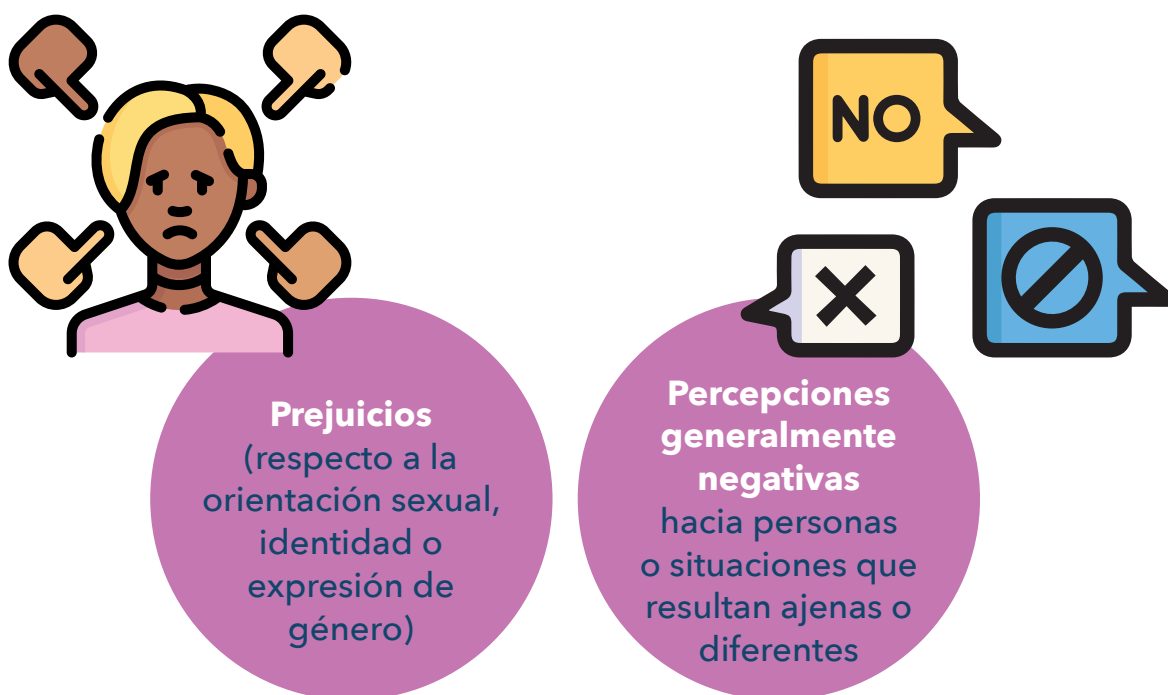 NO
Prejuicios
(respecto a la
orientación sexual,
identidad o
expresión de
género)
Percepciones
generalmente
negativas
hacia personas
o situaciones que
resultan ajenas o
diferentes